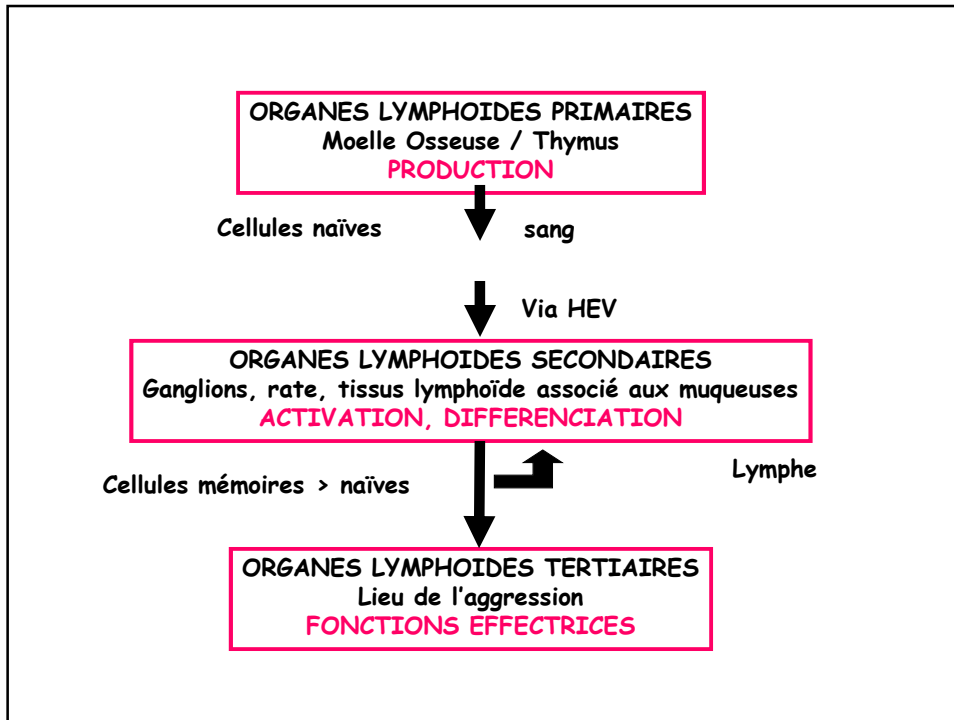 ORGANES LYMPHOIDES PRIMAIRES
Moelle Osseuse / Thymus
PRODUCTION
Cellules naïves
sang
Via HEV
ORGANES LYMPHOIDES SECONDAIRES
Ganglions, rate, tissus lymphoïde associé aux muqueuses
ACTIVATION, DIFFERENCIATION
Lymphe
Cellules mémoires > naïves
ORGANES LYMPHOIDES TERTIAIRES
Lieu de l'aggression
FONCTIONS EFFECTRICES